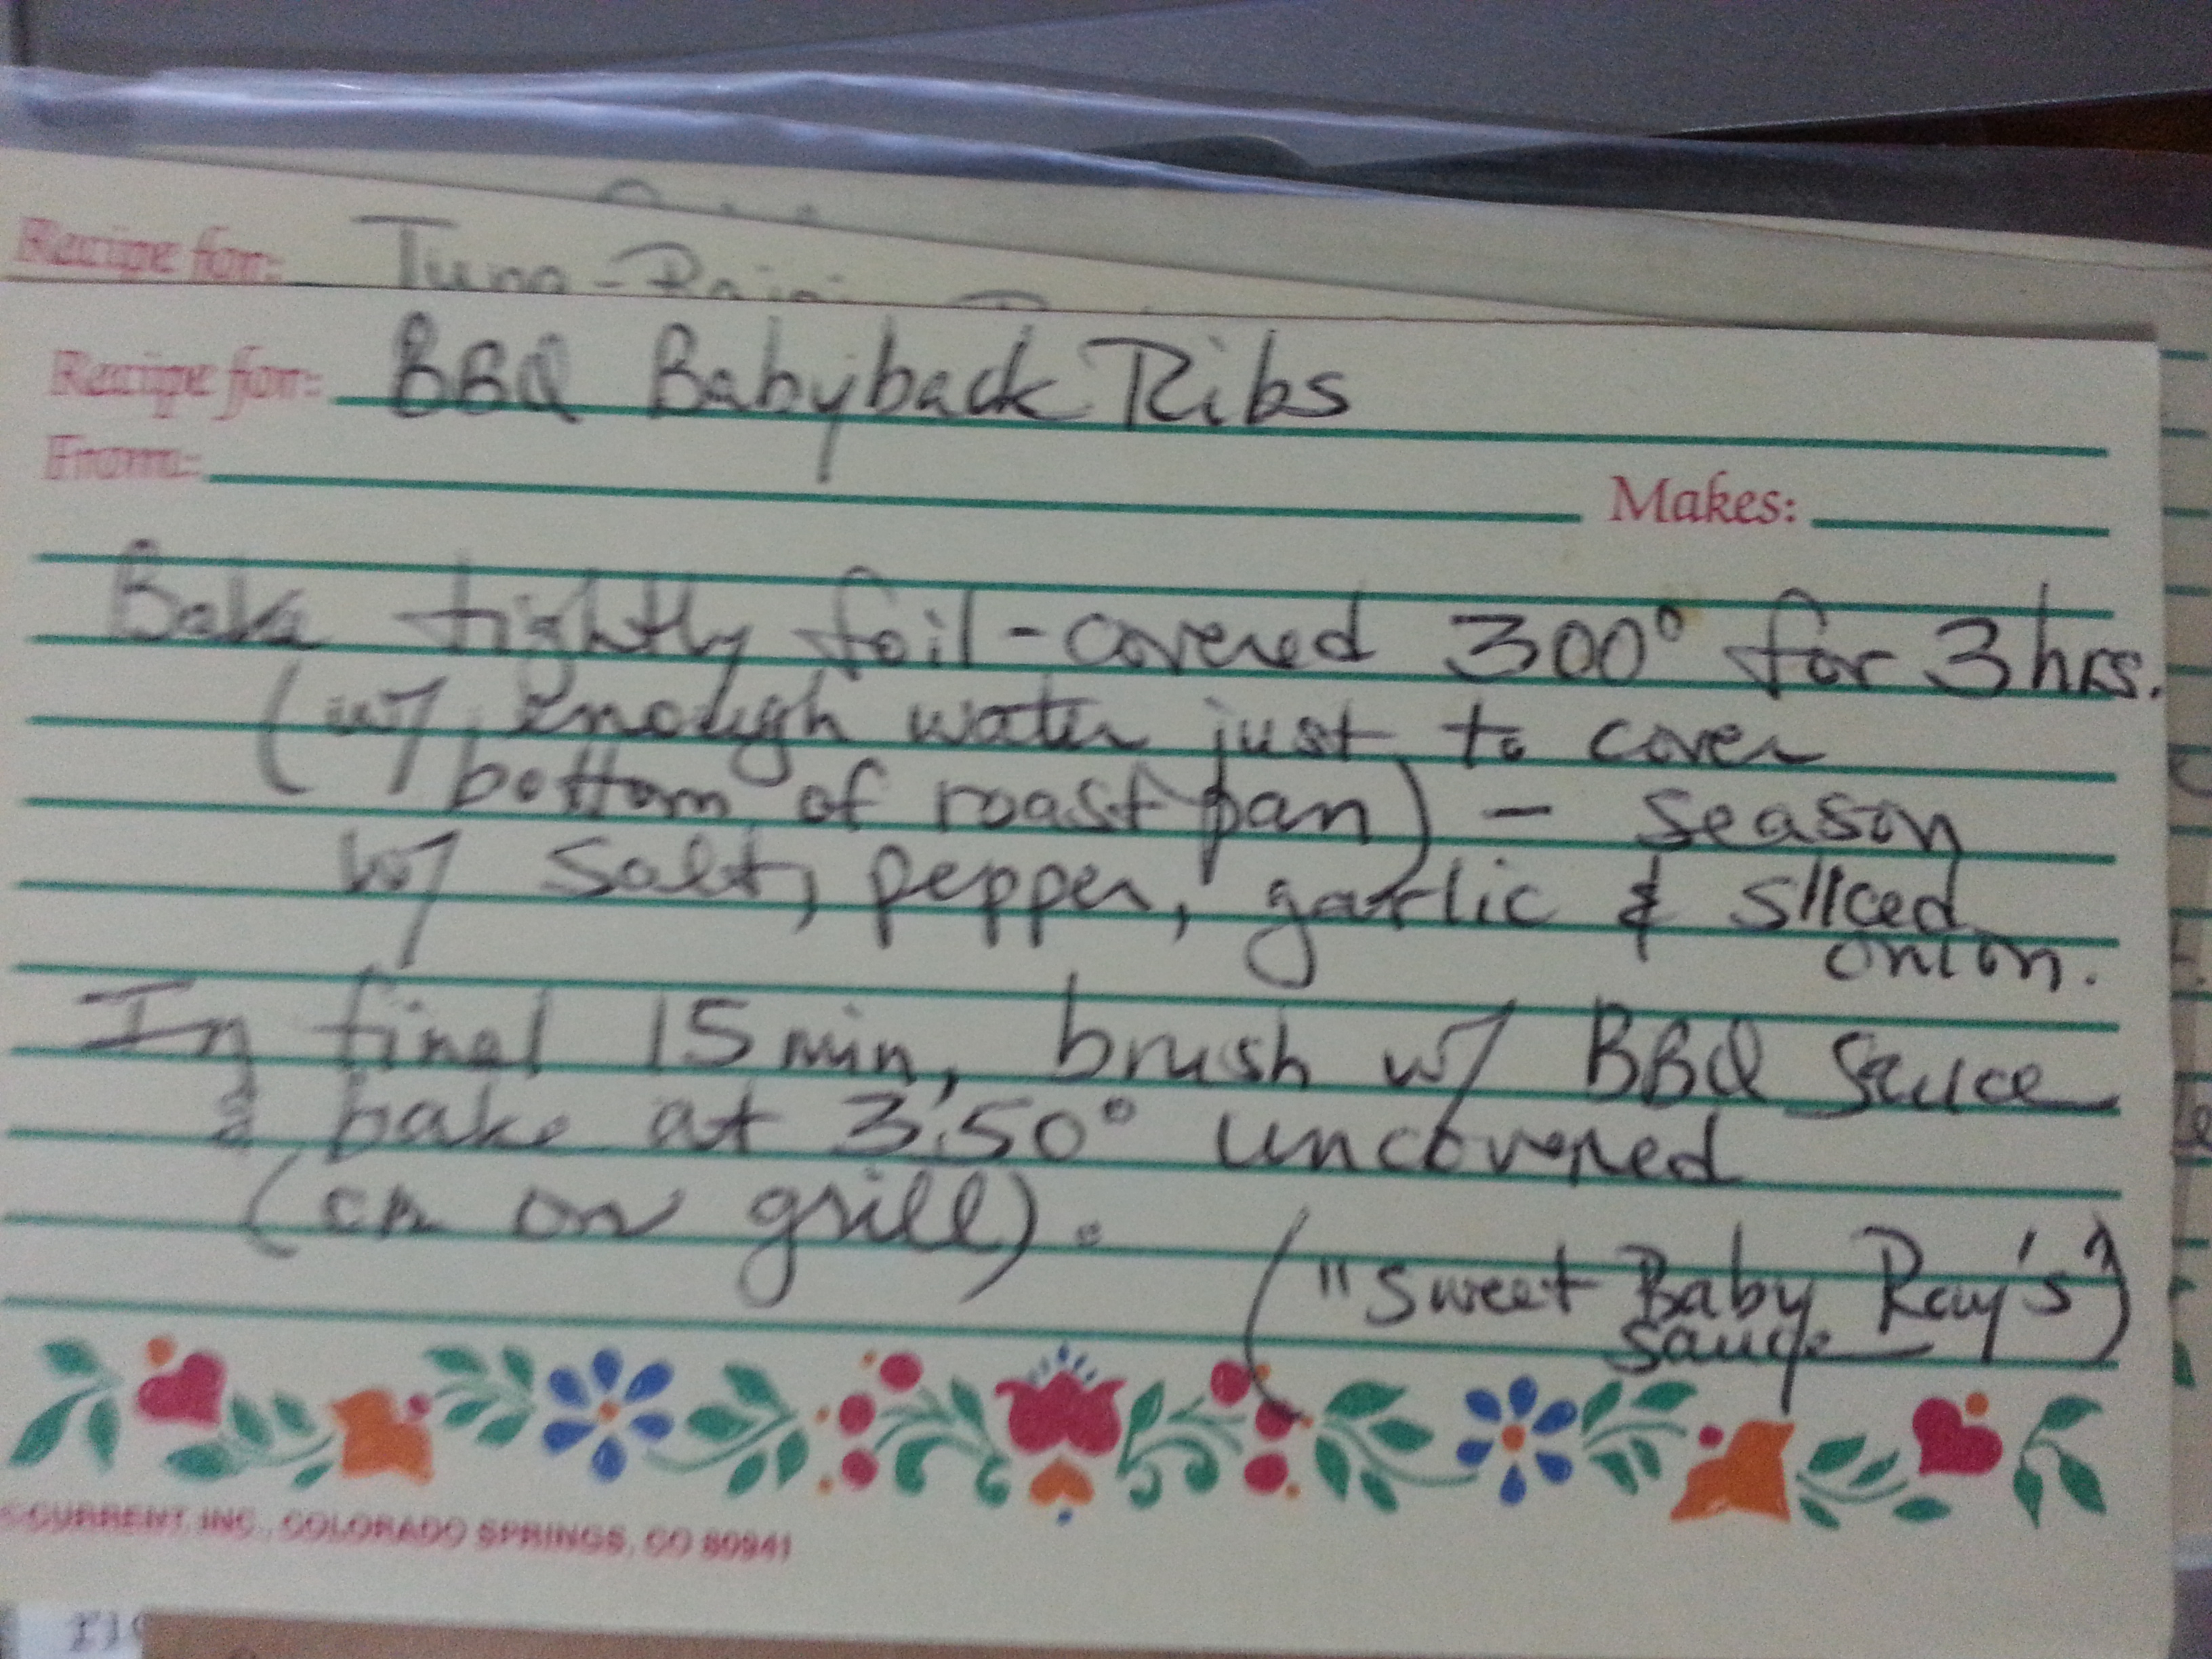 Recipe for: Tuna-
Recipe for: BBQ Babyback Ribs
From:
Makes:
Bake tightly foil-covered 300° for 3 hrs.
(w/ enough water just to cover
bottom of roast pan) - season
w/ salt, pepper, garlic & sliced
onion.
In final 15 min, brush w/ BBQ Sauce
& bake at 350° uncovered
(or on grill).
("Sweet Baby Ray's")
sauce
©CURRENT, INC., COLORADO SPRINGS, CO 80941